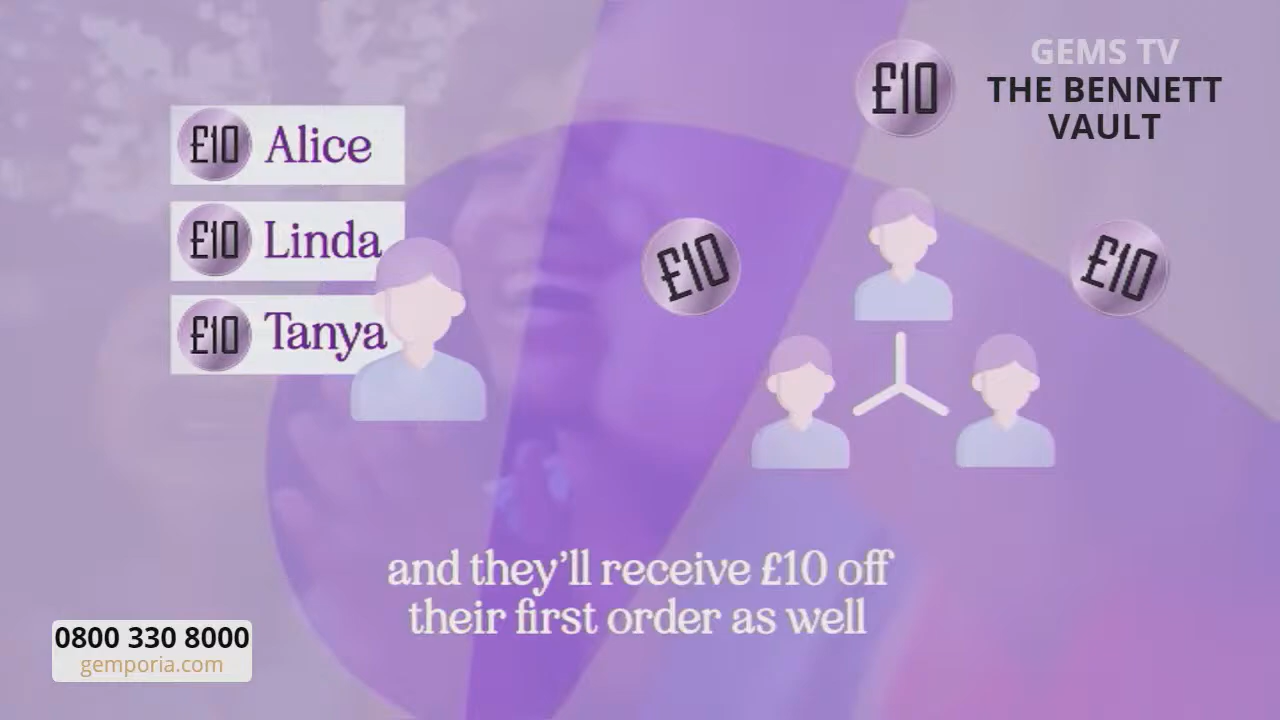 GEMS TV
THE BENNETT
VAULT
£10
£10 Alice
£10 Linda
£10 Tanya
£10
£10
and they’ll receive £10 off
their first order as well
0800 330 8000
gemporia.com